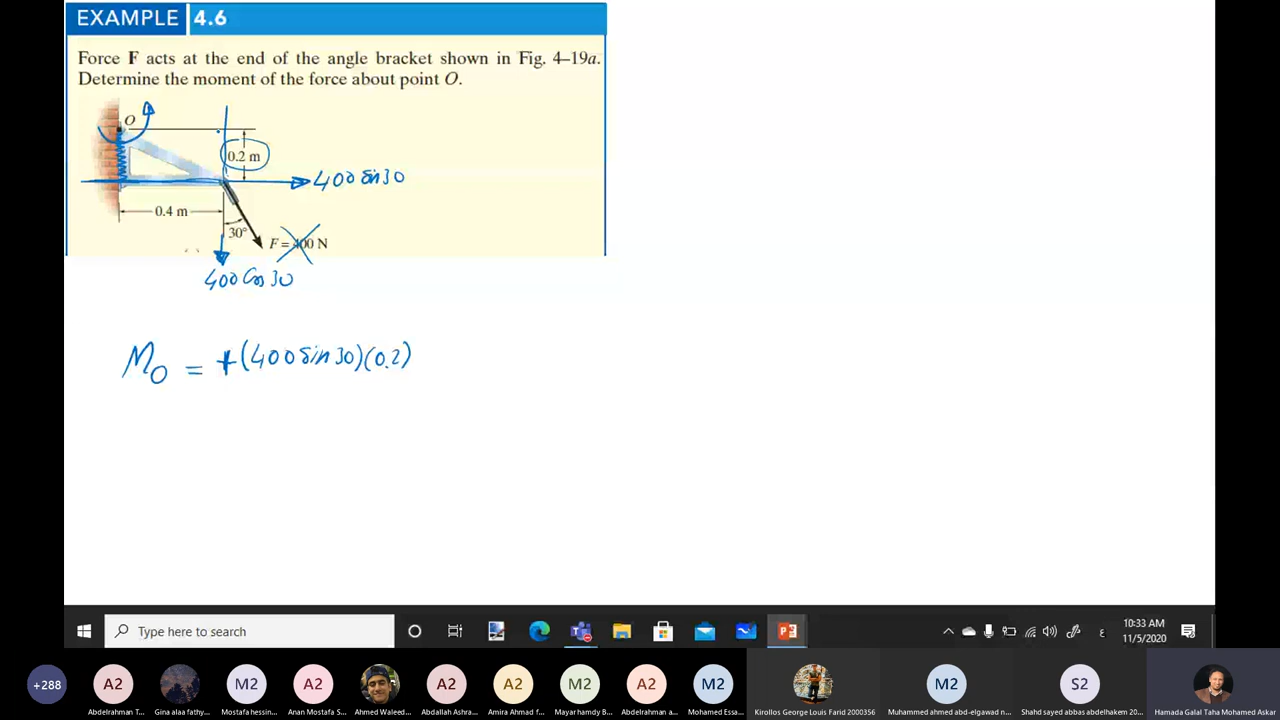 EXAMPLE 4.6
Force F acts at the end of the angle bracket shown in Fig. 4–19a.
Determine the moment of the force about point O.
O
0.2 m
400 Sin 30
0.4 m
30°
F = 400 N
400 Cos 30
M_O = +(400 Sin 30)(0.2)
Type here to search
ع
10:33 AM
11/5/2020
+288
A2
M2
A2
A2
A2
M2
A2
M2
M2
S2
Abdelrahman T...
Gina alaa fathy...
Mostafa hessin...
Anan Mostafa S...
Ahmed Waleed...
Abdallah Ashra...
Amira Ahmad f...
Mayar hamdy B...
Abdelrahman a...
Mohamed Essa...
Kirollos George Louis Farid 2000356
Muhammed ahmed abd-elgawad n...
Shahd sayed abbas abdelhakem 20...
Hamada Galal Taha Mohamed Askar